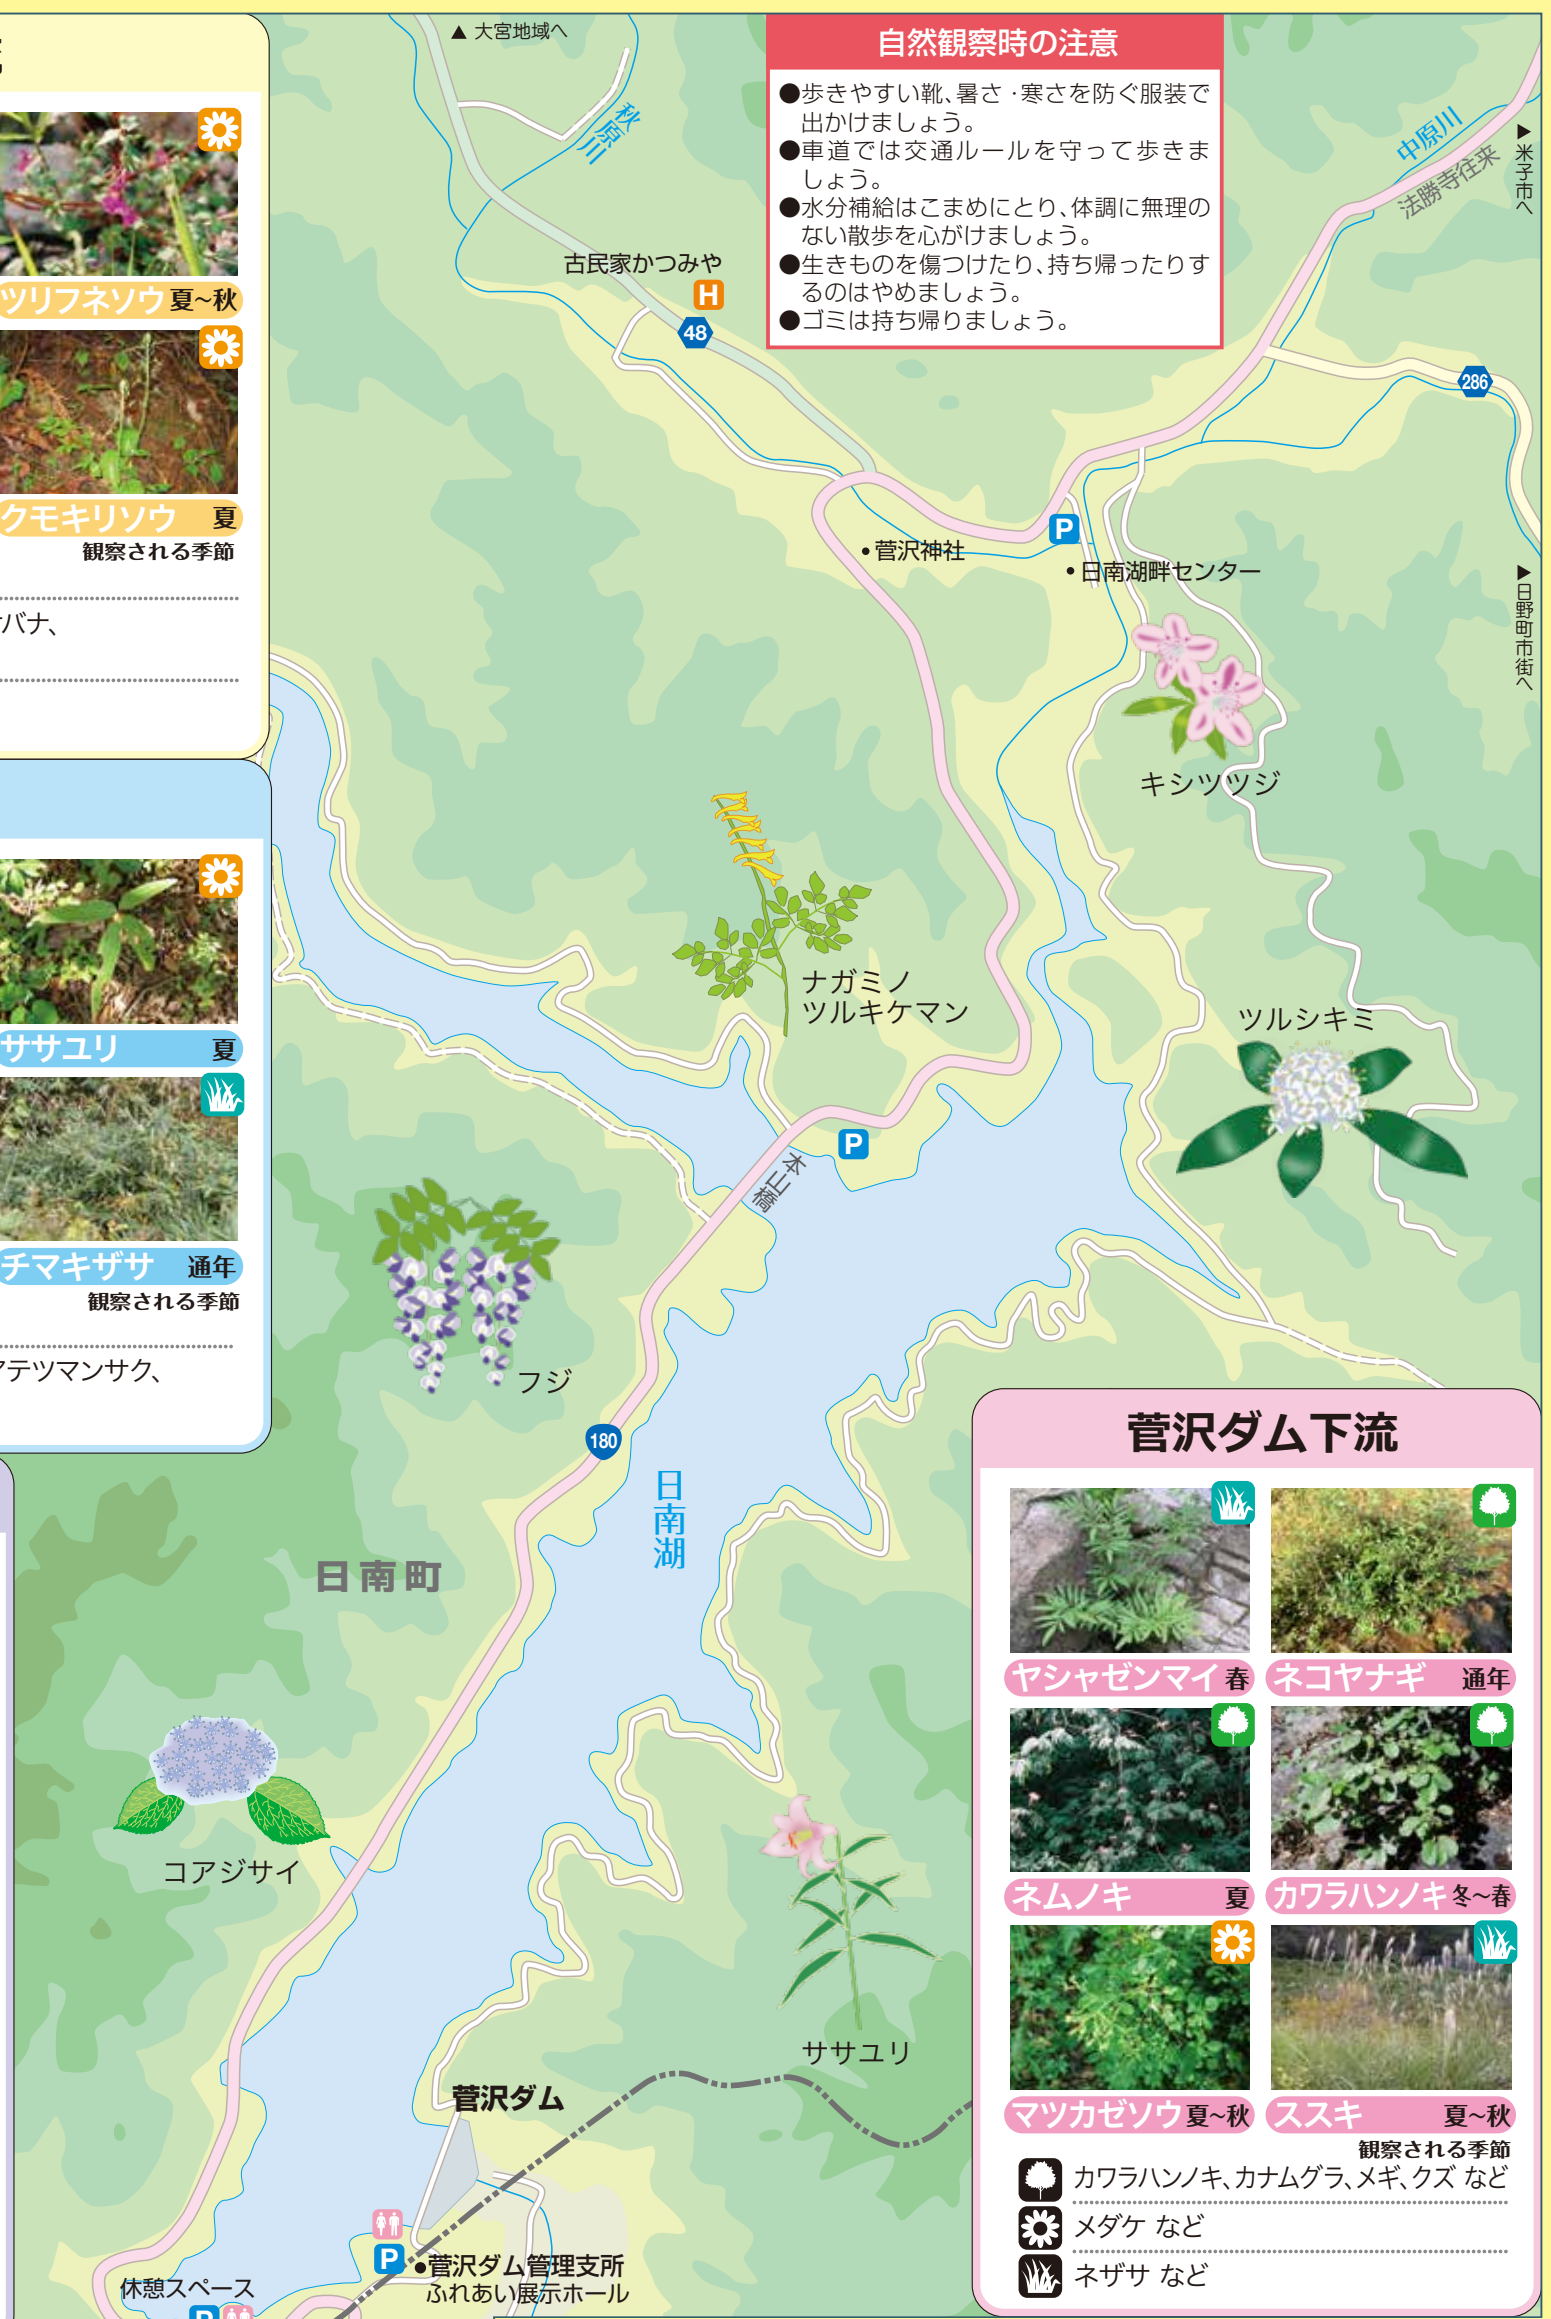 ▲ 大宮地域へ
秋原川
古民家かつみや
H
48
自然観察時の注意
●歩きやすい靴、暑さ・寒さを防ぐ服装で
出かけましょう。
●車道では交通ルールを守って歩きま
しょう。
●水分補給はこまめにとり、体調に無理の
ない散歩を心がけましょう。
●生きものを傷つけたり、持ち帰ったりす
るのはやめましょう。
●ゴミは持ち帰りましょう。
中原川
法勝寺往来
▶米子市へ
286
▶日野町市街へ
P
•菅沢神社
•日南湖畔センター
キシツツジ
ナガミノ
ツルキケマン
ツルシキミ
P
本山橋
フジ
180
日南湖
日南町
コアジサイ
ササユリ
菅沢ダム
P
●菅沢ダム管理支所
ふれあい展示ホール
休憩スペース
P
ツリフネソウ 夏~秋
クモキリソウ 夏
観察される季節
バナ、
ササユリ 夏
チマキザサ 通年
観察される季節
テツマンサク、
菅沢ダム下流
ヤシャゼンマイ 春
ネコヤナギ 通年
ネムノキ 夏
カワラハンノキ 冬~春
マツカゼソウ 夏~秋
ススキ 夏~秋
観察される季節
カワラハンノキ、カナムグラ、メギ、クズ など
メダケ など
ネザサ など